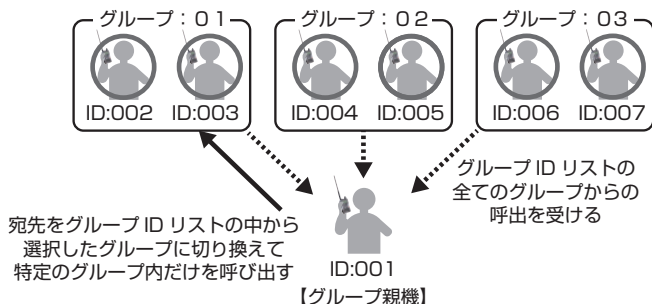 グループ：01
グループ：02
グループ：03
ID:002 ID:003
ID:004 ID:005
ID:006 ID:007
グループ ID リストの
全てのグループからの
呼出を受ける
宛先をグループ ID リストの中から
選択したグループに切り換えて
特定のグループ内だけを呼び出す
ID:001
【グループ親機】